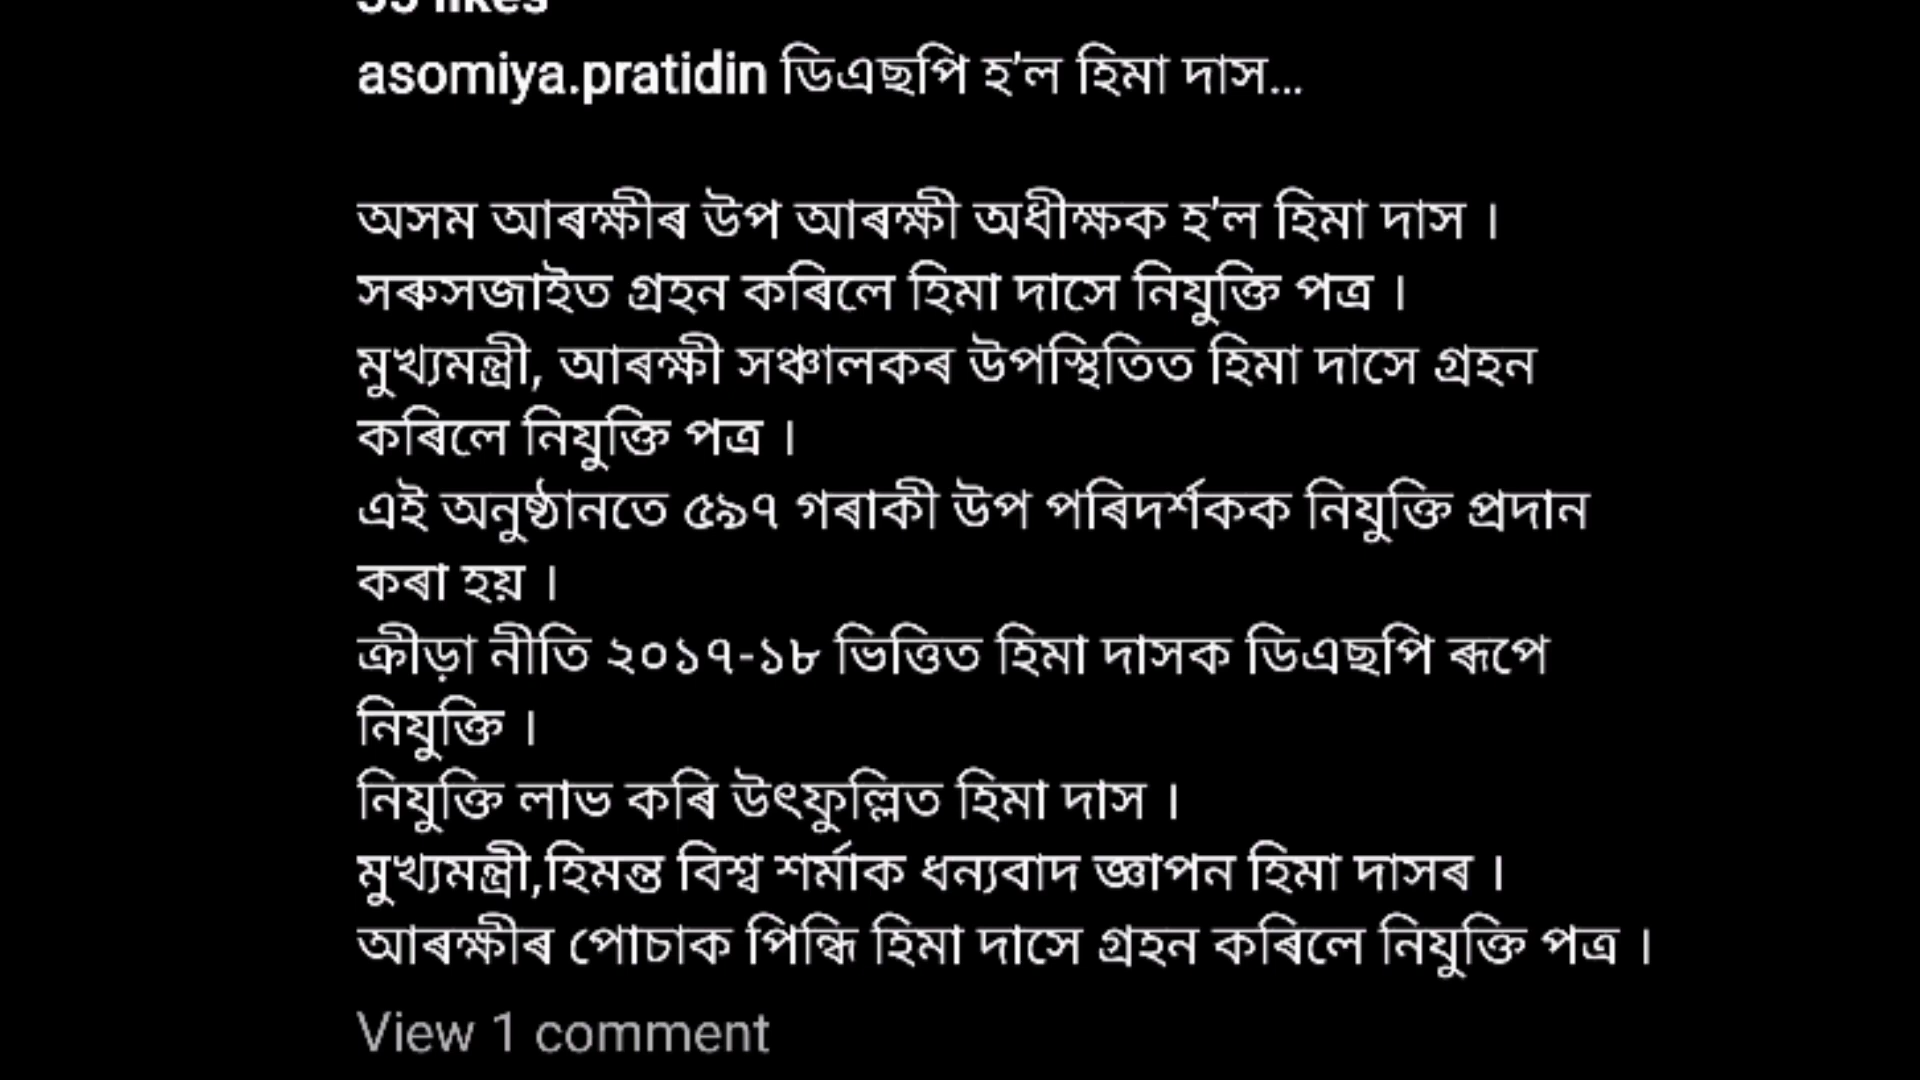 55 likes
asomiya.pratidin ডিএছপি হ'ল হিমা দাস...
অসম আৰক্ষীৰ উপ আৰক্ষী অধীক্ষক হ'ল হিমা দাস ।
সৰুসজাইত গ্ৰহন কৰিলে হিমা দাসে নিযুক্তি পত্ৰ ।
মুখ্যমন্ত্ৰী, আৰক্ষী সঞ্চালকৰ উপস্থিতিত হিমা দাসে গ্ৰহন
কৰিলে নিযুক্তি পত্ৰ ।
এই অনুষ্ঠানতে ৫৯৭ গৰাকী উপ পৰিদৰ্শকক নিযুক্তি প্ৰদান
কৰা হয় ।
ক্ৰীড়া নীতি ২০১৭-১৮ ভিত্তিত হিমা দাসক ডিএছপি ৰূপে
নিযুক্তি ।
নিযুক্তি লাভ কৰি উৎফুল্লিত হিমা দাস ।
মুখ্যমন্ত্ৰী,হিমন্ত বিশ্ব শৰ্মাক ধন্যবাদ জ্ঞাপন হিমা দাসৰ ।
আৰক্ষীৰ পোচাক পিন্ধি হিমা দাসে গ্ৰহন কৰিলে নিযুক্তি পত্ৰ ।
View 1 comment